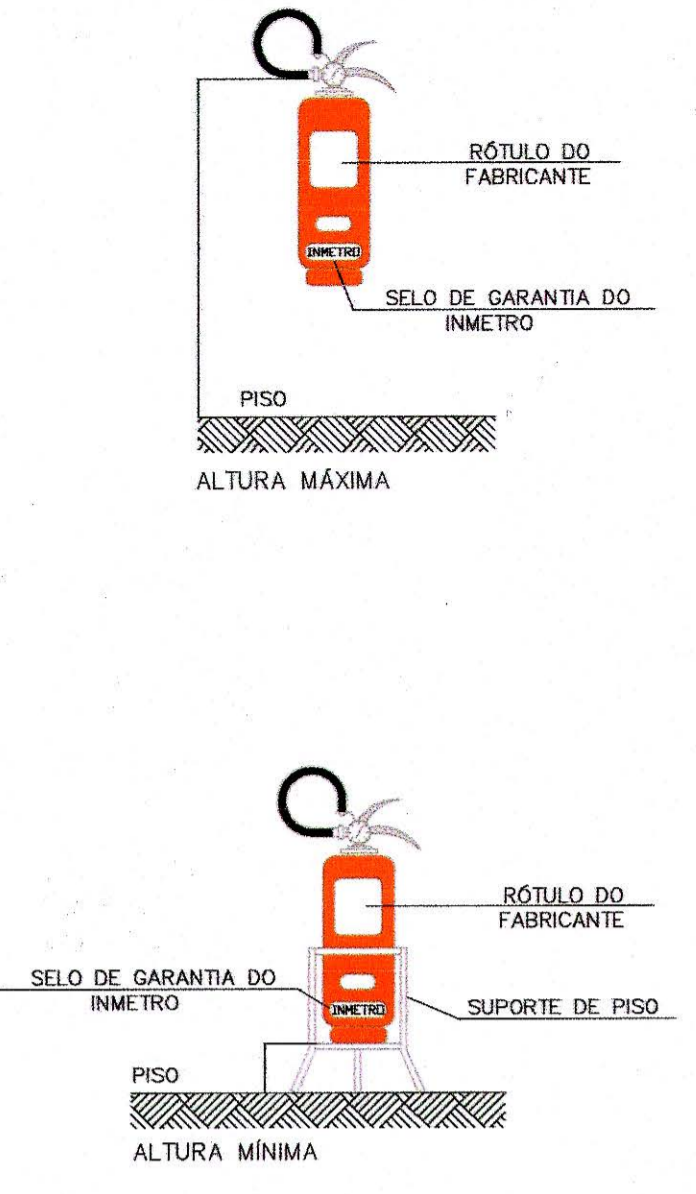 RÓTULO DO
FABRICANTE
INMETRO
SELO DE GARANTIA DO
INMETRO
PISO
ALTURA MÁXIMA
RÓTULO DO
FABRICANTE
SELO DE GARANTIA DO
INMETRO
INMETRO
SUPORTE DE PISO
PISO
ALTURA MÍNIMA